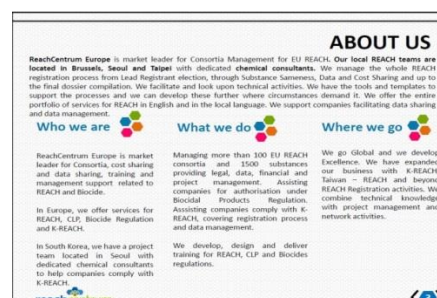 ABOUT US
ReachCentrum Europe is market leader for Consortia Management for EU REACH. Our local REACH teams are
located in Brussels, Seoul and Taipei with dedicated chemical consultants. We manage the whole REACH
registration process from Lead Registrant election, through Substance Sameness, Data and Cost Sharing and up to
the final dossier compilation. We facilitate and look upon technical activities. We have the tools and templates to
support the processes and we can develop these further where circumstances demand it. We offer the entire
portfolio of services for REACH in English and in the local language. We support companies facilitating data sharing
and data management.
Who we are
ReachCentrum Europe is market
leader for Consortia, cost sharing
and data sharing, training and
management support related to
REACH and Biocide.
In Europe, we offer services for
REACH, CLP, Biocide Regulation
and K-REACH.
In South Korea, we have a project
team located in Seoul with
dedicated chemical consultants
to help companies comply with
K-REACH.
What we do
Managing more than 100 EU REACH
consortia and 1500 substances
providing legal, data, financial and
project management. Assisting
companies for authorisation under
Biocidal Products Regulation.
Asssisting companies comply with K-
REACH, covering registration process
and data management.
We develop, design and deliver
training for REACH, CLP and Biocides
regulations.
Where we go
We go Global and we develop
Excellence. We have expanded
our business with K-REACH,
Taiwan – REACH and beyond
REACH Registration activities. We
combine technical knowledge
with project management and
network activities.